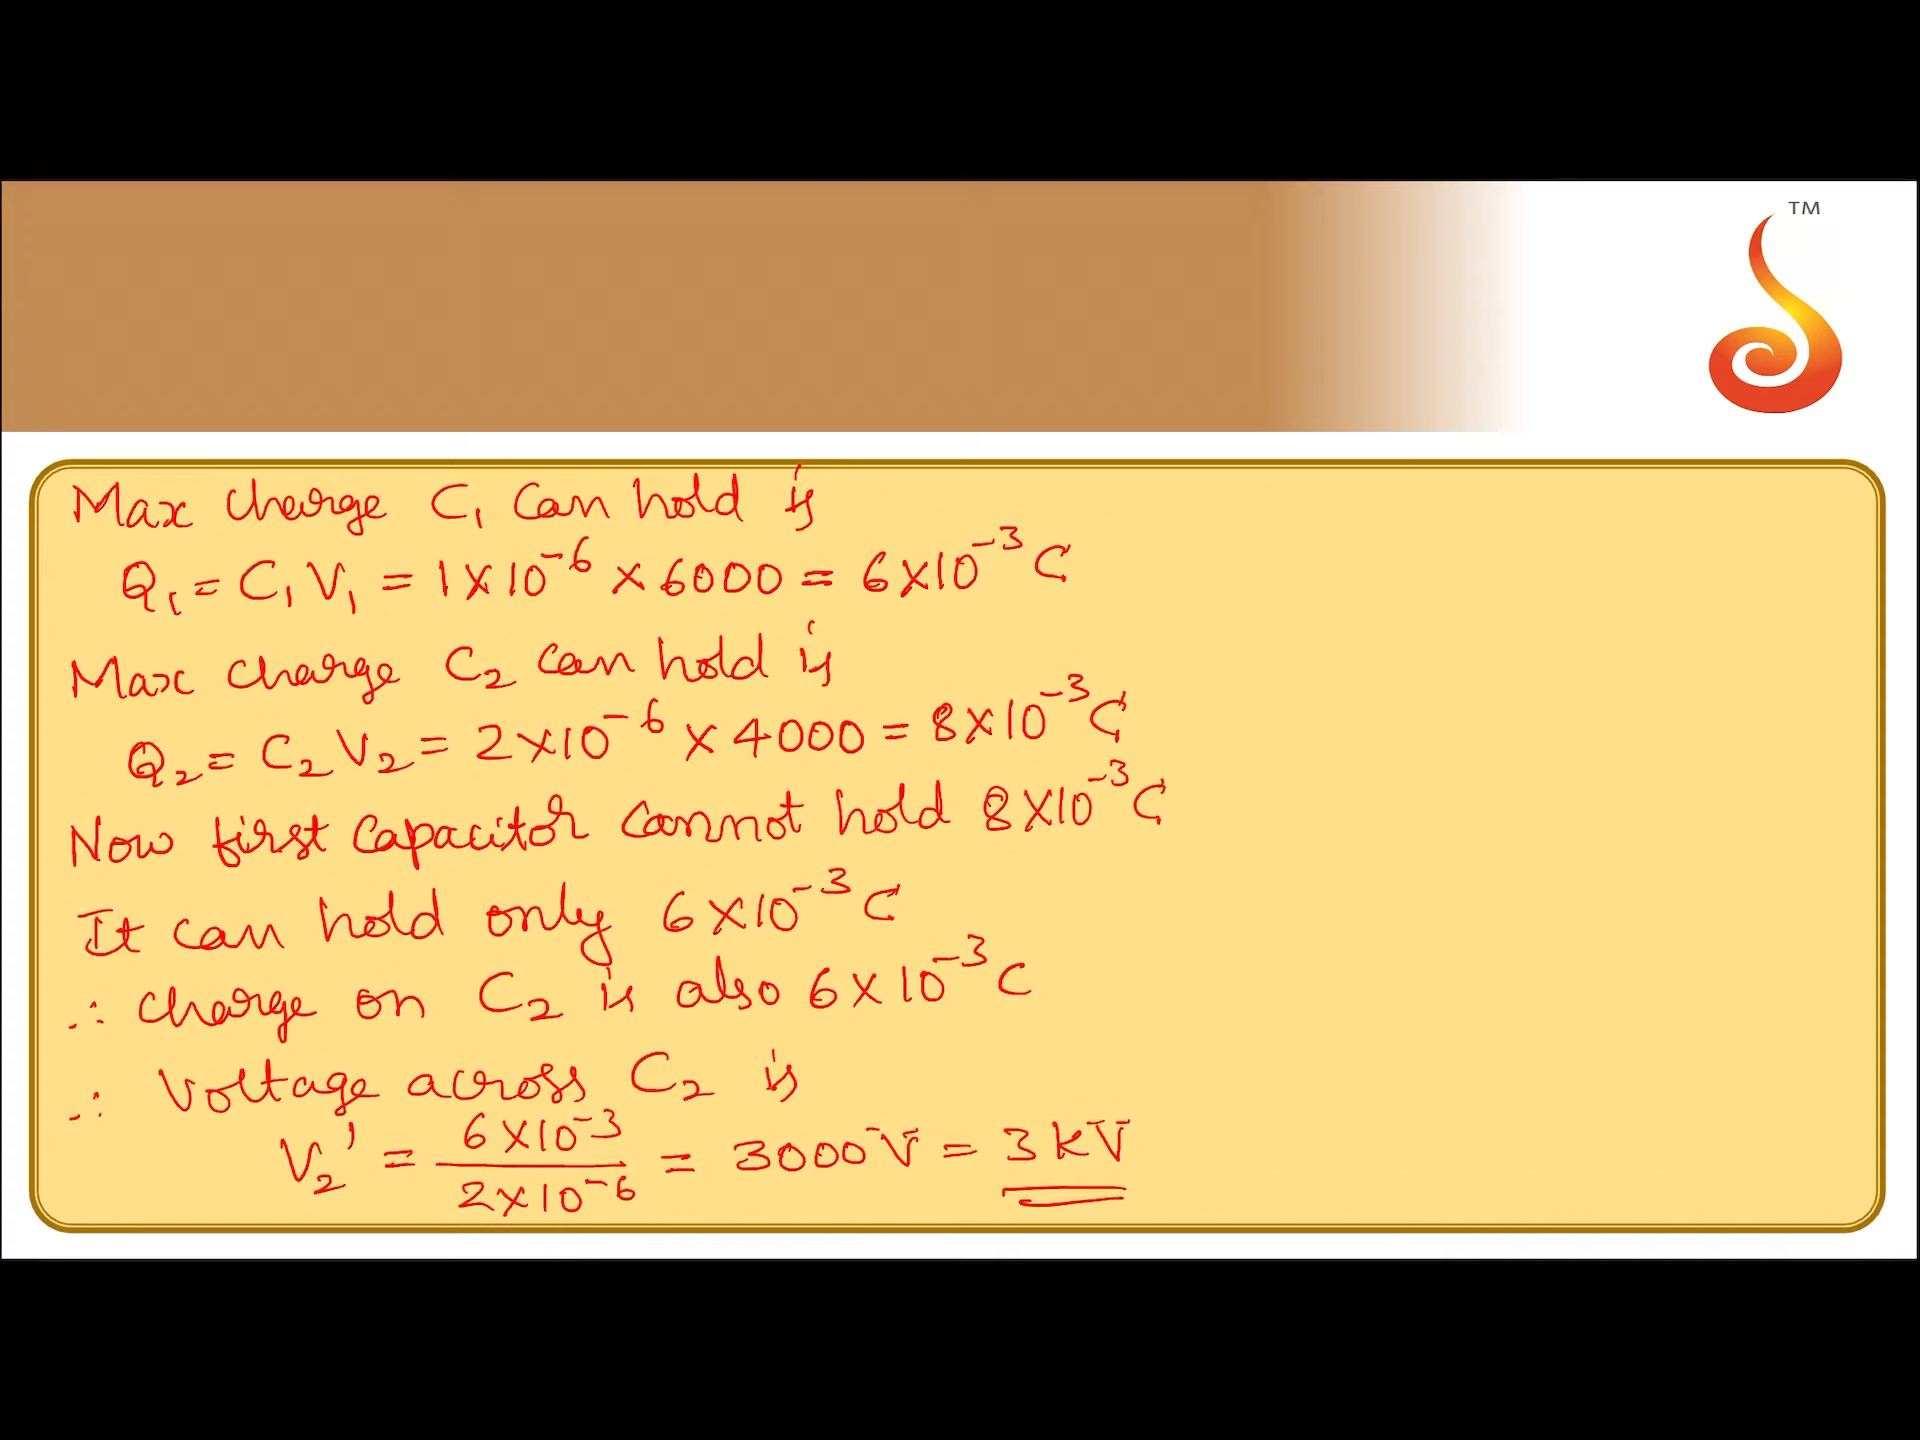 TM
Max charge C₁ can hold is
Q₁ = C₁V₁ = 1×10⁻⁶ × 6000 = 6×10⁻³ C
Max charge C₂ can hold is
Q₂ = C₂V₂ = 2×10⁻⁶ × 4000 = 8×10⁻³ C
Now first capacitor cannot hold 8×10⁻³ C
It can hold only 6×10⁻³ C
∴ charge on C₂ is also 6×10⁻³ C
∴ Voltage across C₂ is
V₂' = 6×10⁻³ / 2×10⁻⁶ = 3000 V = 3 kV